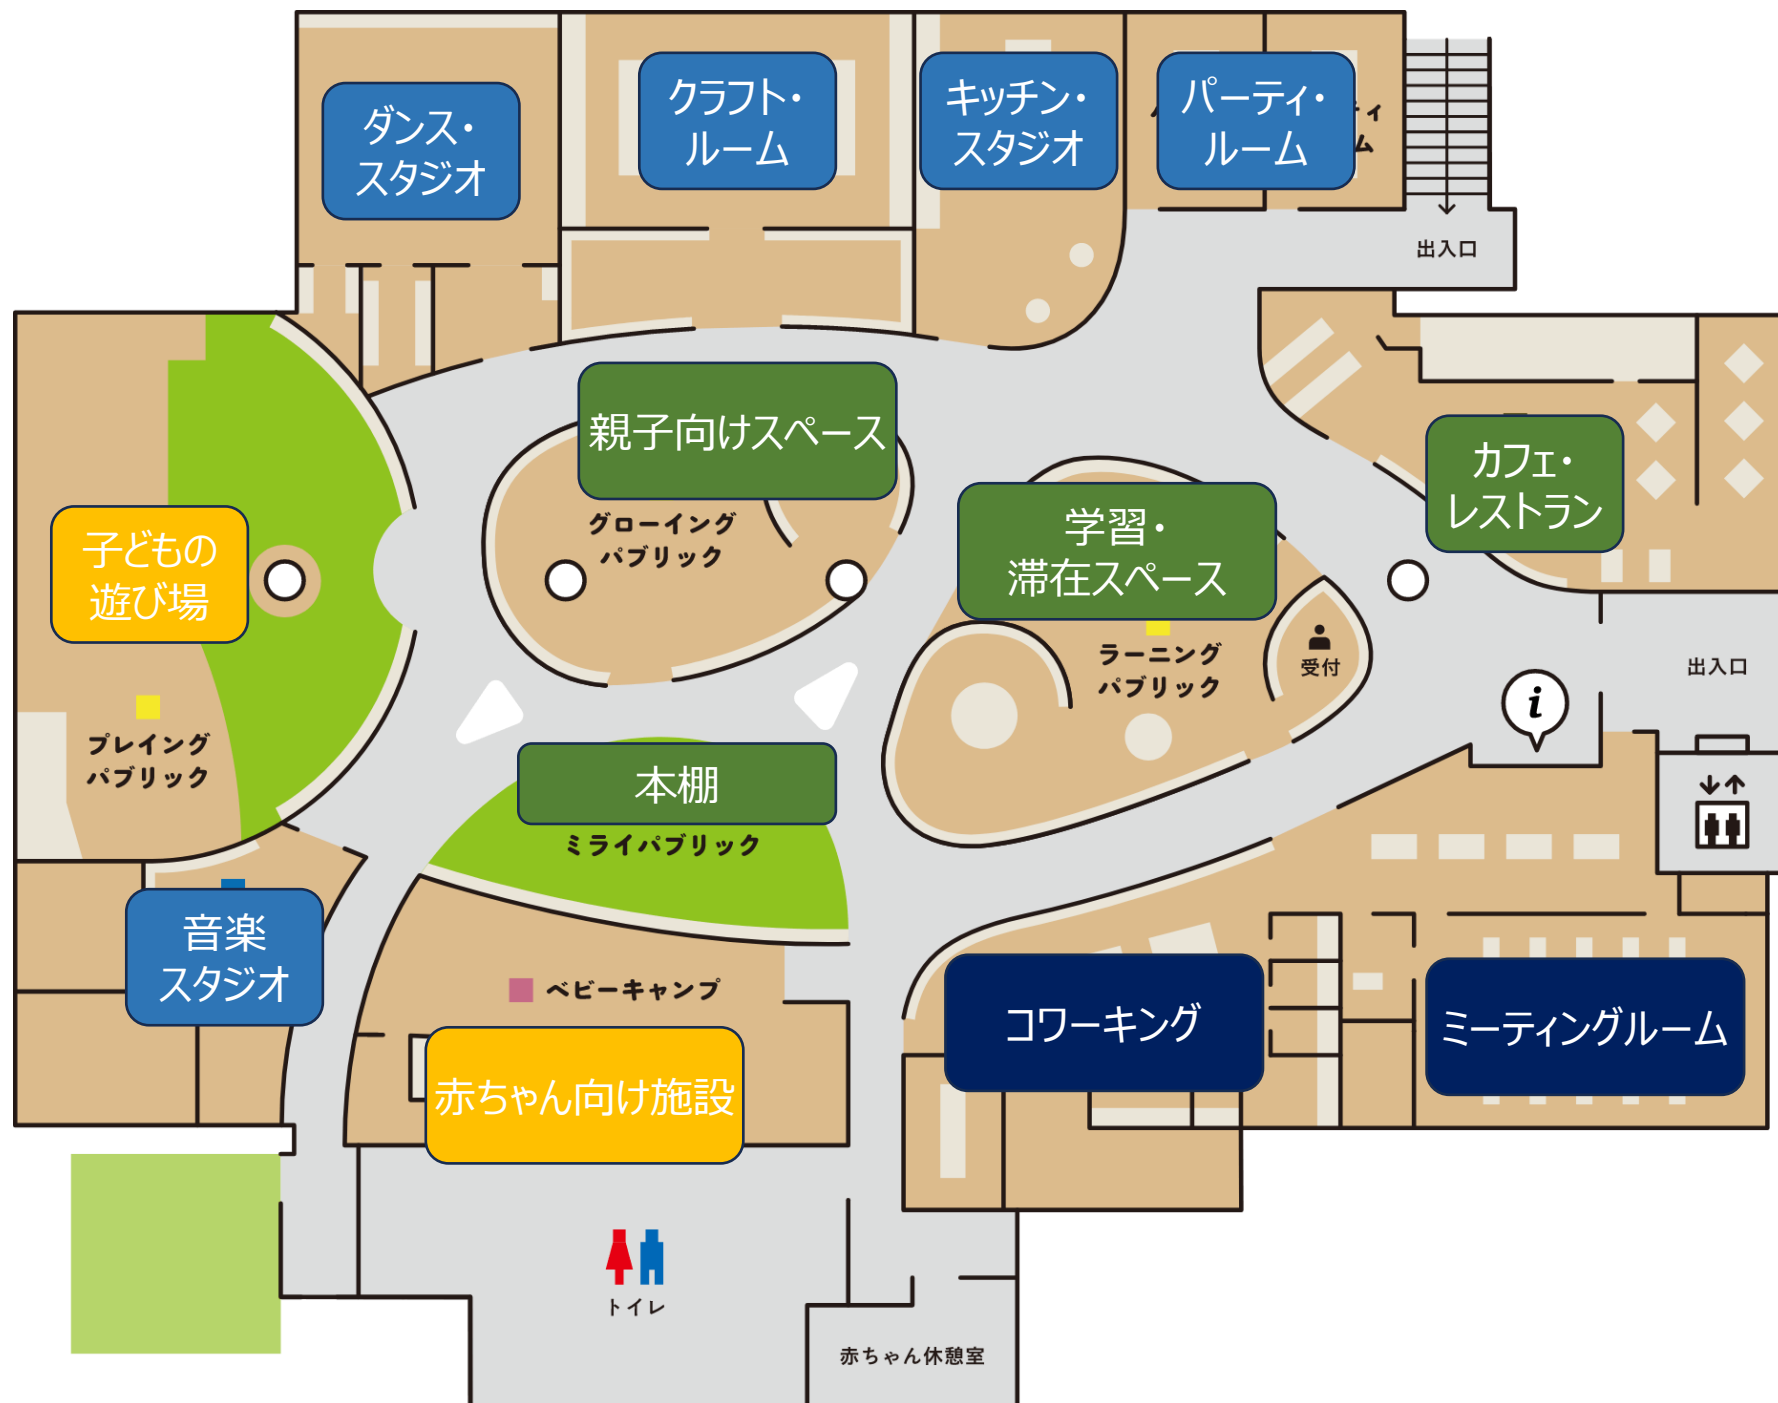 ダンス・
スタジオ
クラフト・
ルーム
キッチン・
スタジオ
パーティ・
ルーム
ィ
ム
出入口
親子向けスペース
グローイング
パブリック
学習・
滞在スペース
ラーニング
パブリック
受付
カフェ・
レストラン
出入口
i
子どもの
遊び場
プレイング
パブリック
本棚
ミライパブリック
音楽
スタジオ
ベビーキャンプ
赤ちゃん向け施設
コワーキング
ミーティングルーム
トイレ
赤ちゃん休憩室